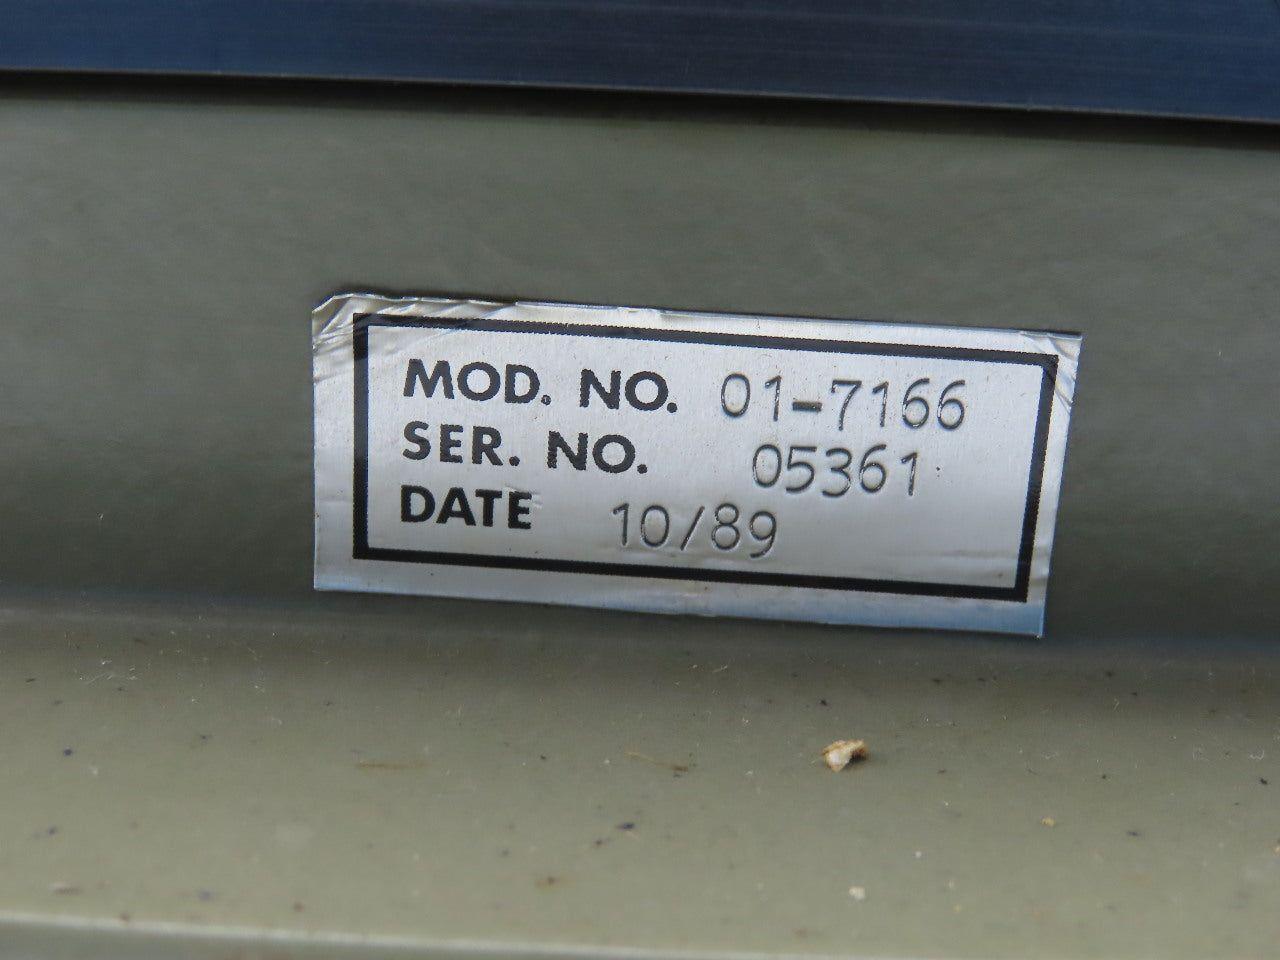 MOD. NO. 01-7166
SER. NO. 05361
DATE 10/89